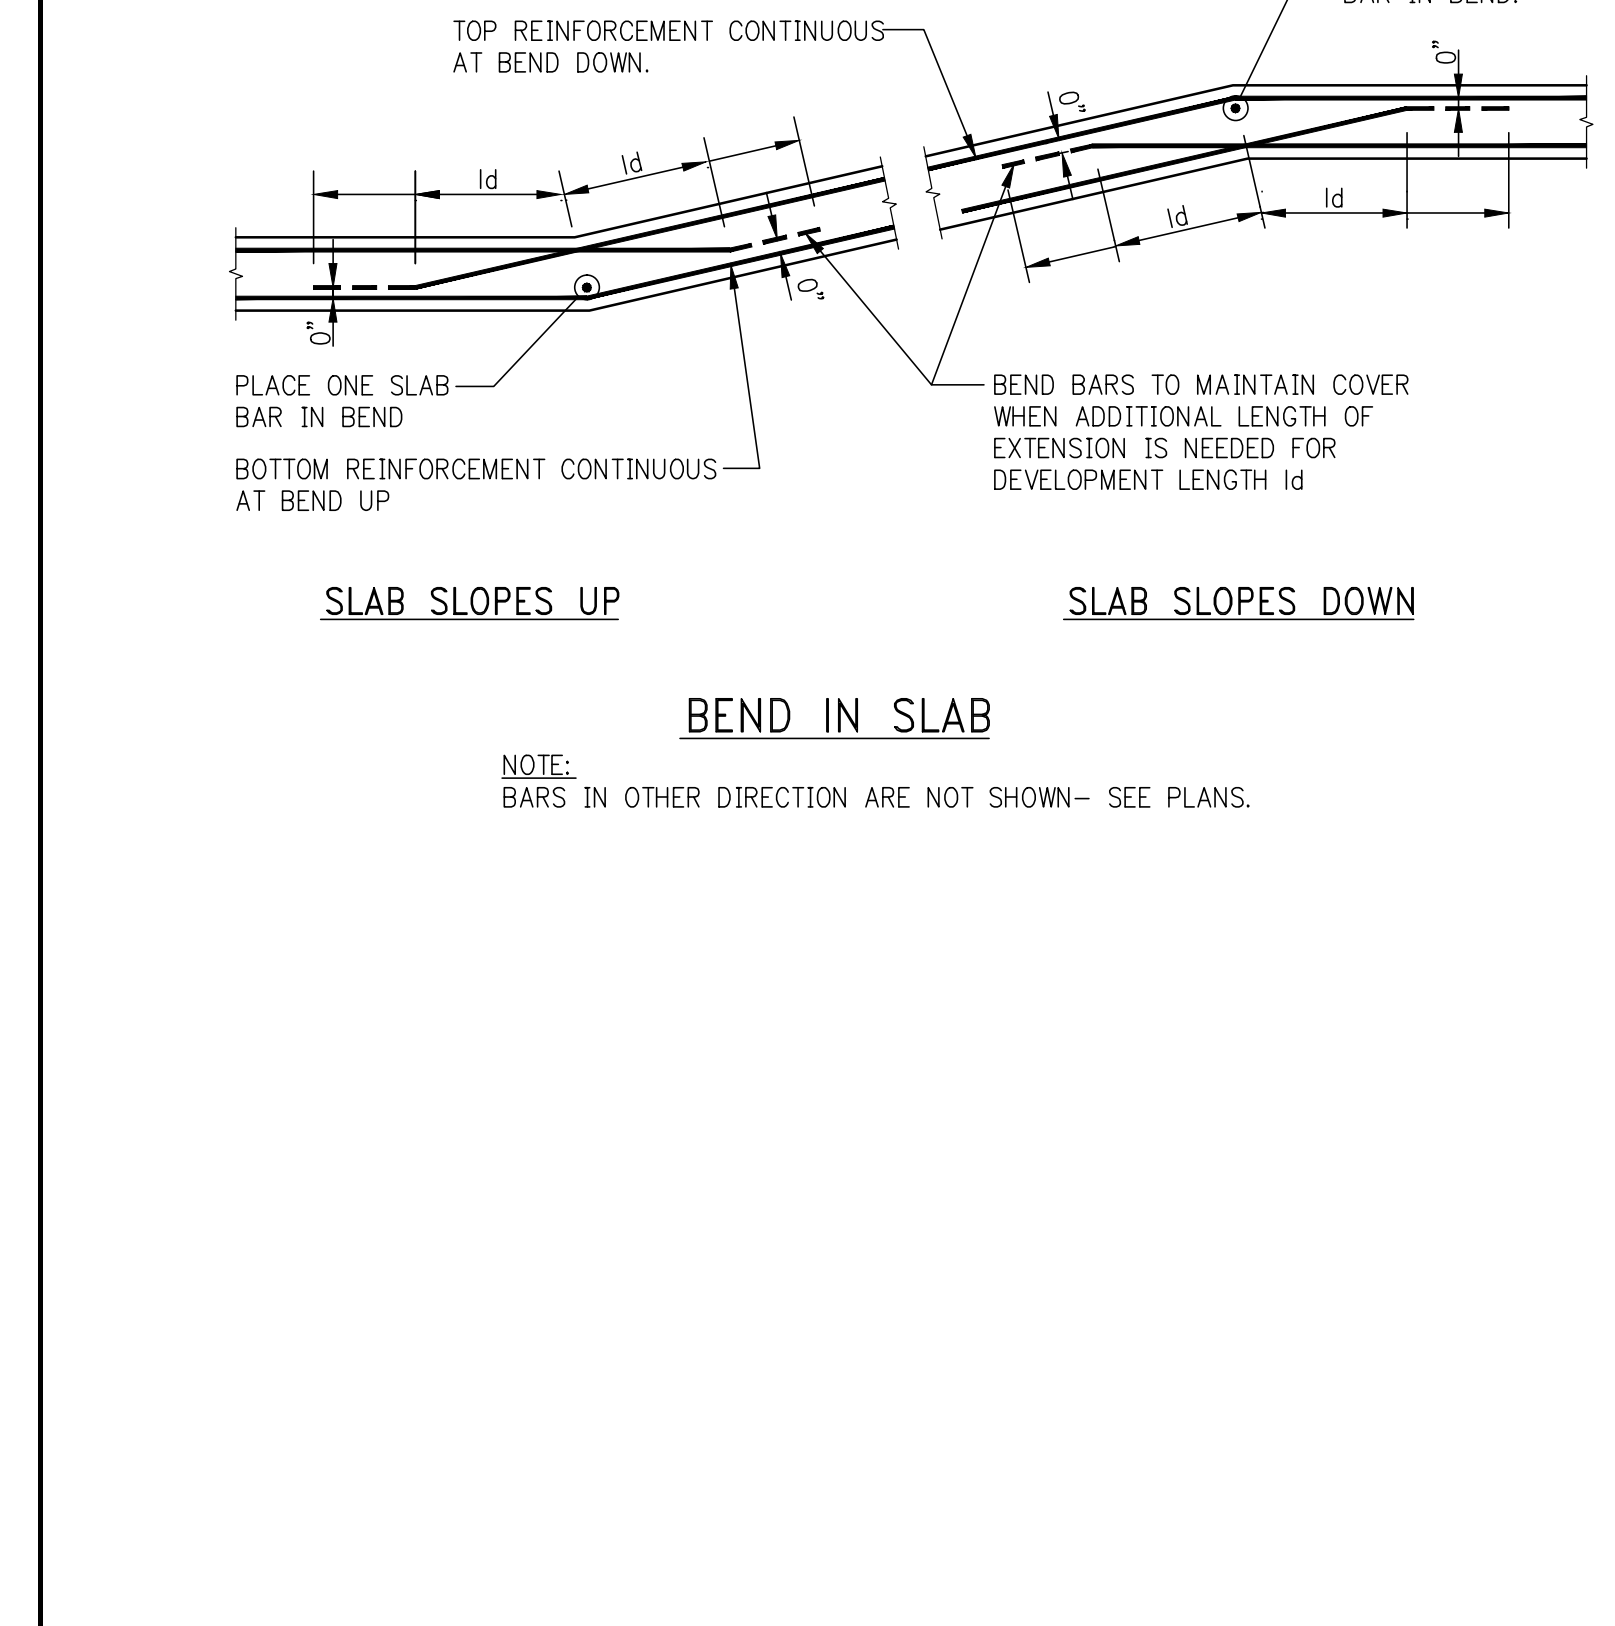 BAR IN BEND.
TOP REINFORCEMENT CONTINUOUS
AT BEND DOWN.
0"
0"
ld
ld
ld
ld
0"
0"
PLACE ONE SLAB
BAR IN BEND
BOTTOM REINFORCEMENT CONTINUOUS
AT BEND UP
BEND BARS TO MAINTAIN COVER
WHEN ADDITIONAL LENGTH OF
EXTENSION IS NEEDED FOR
DEVELOPMENT LENGTH ld
SLAB SLOPES UP
SLAB SLOPES DOWN
BEND IN SLAB
NOTE:
BARS IN OTHER DIRECTION ARE NOT SHOWN– SEE PLANS.